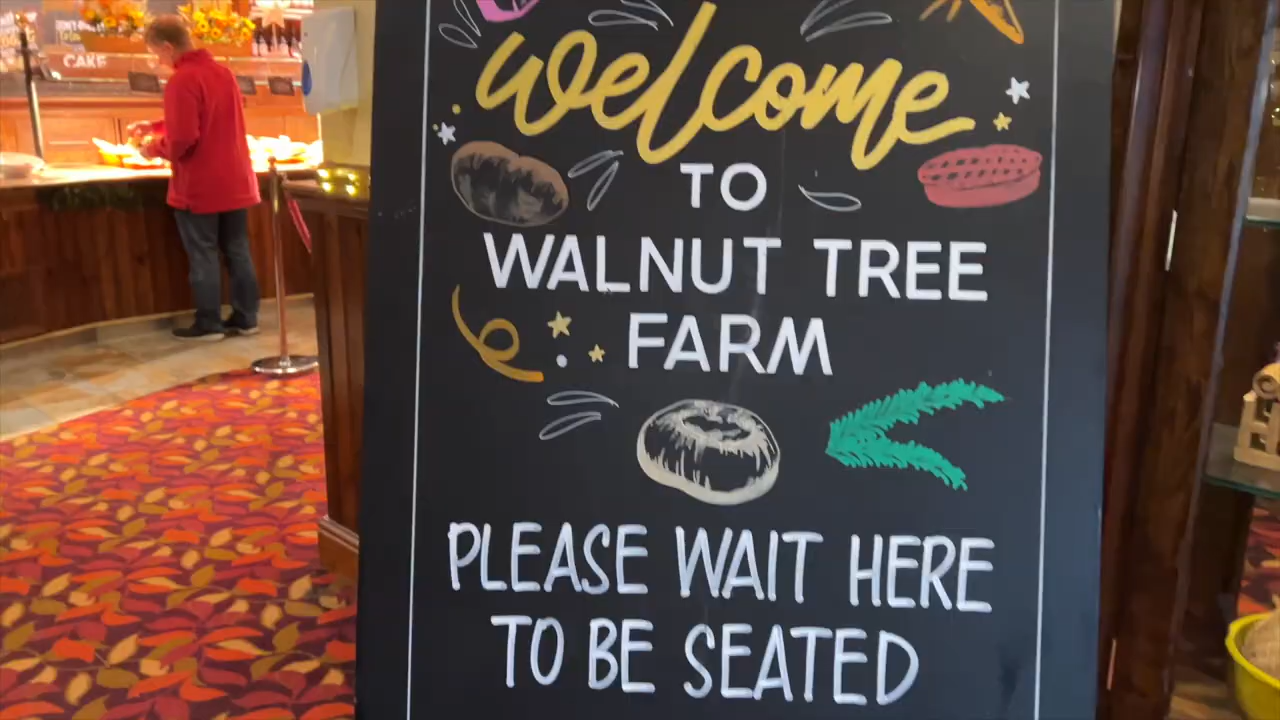 CAKE
welcome
TO
WALNUT TREE
FARM
PLEASE WAIT HERE
TO BE SEATED